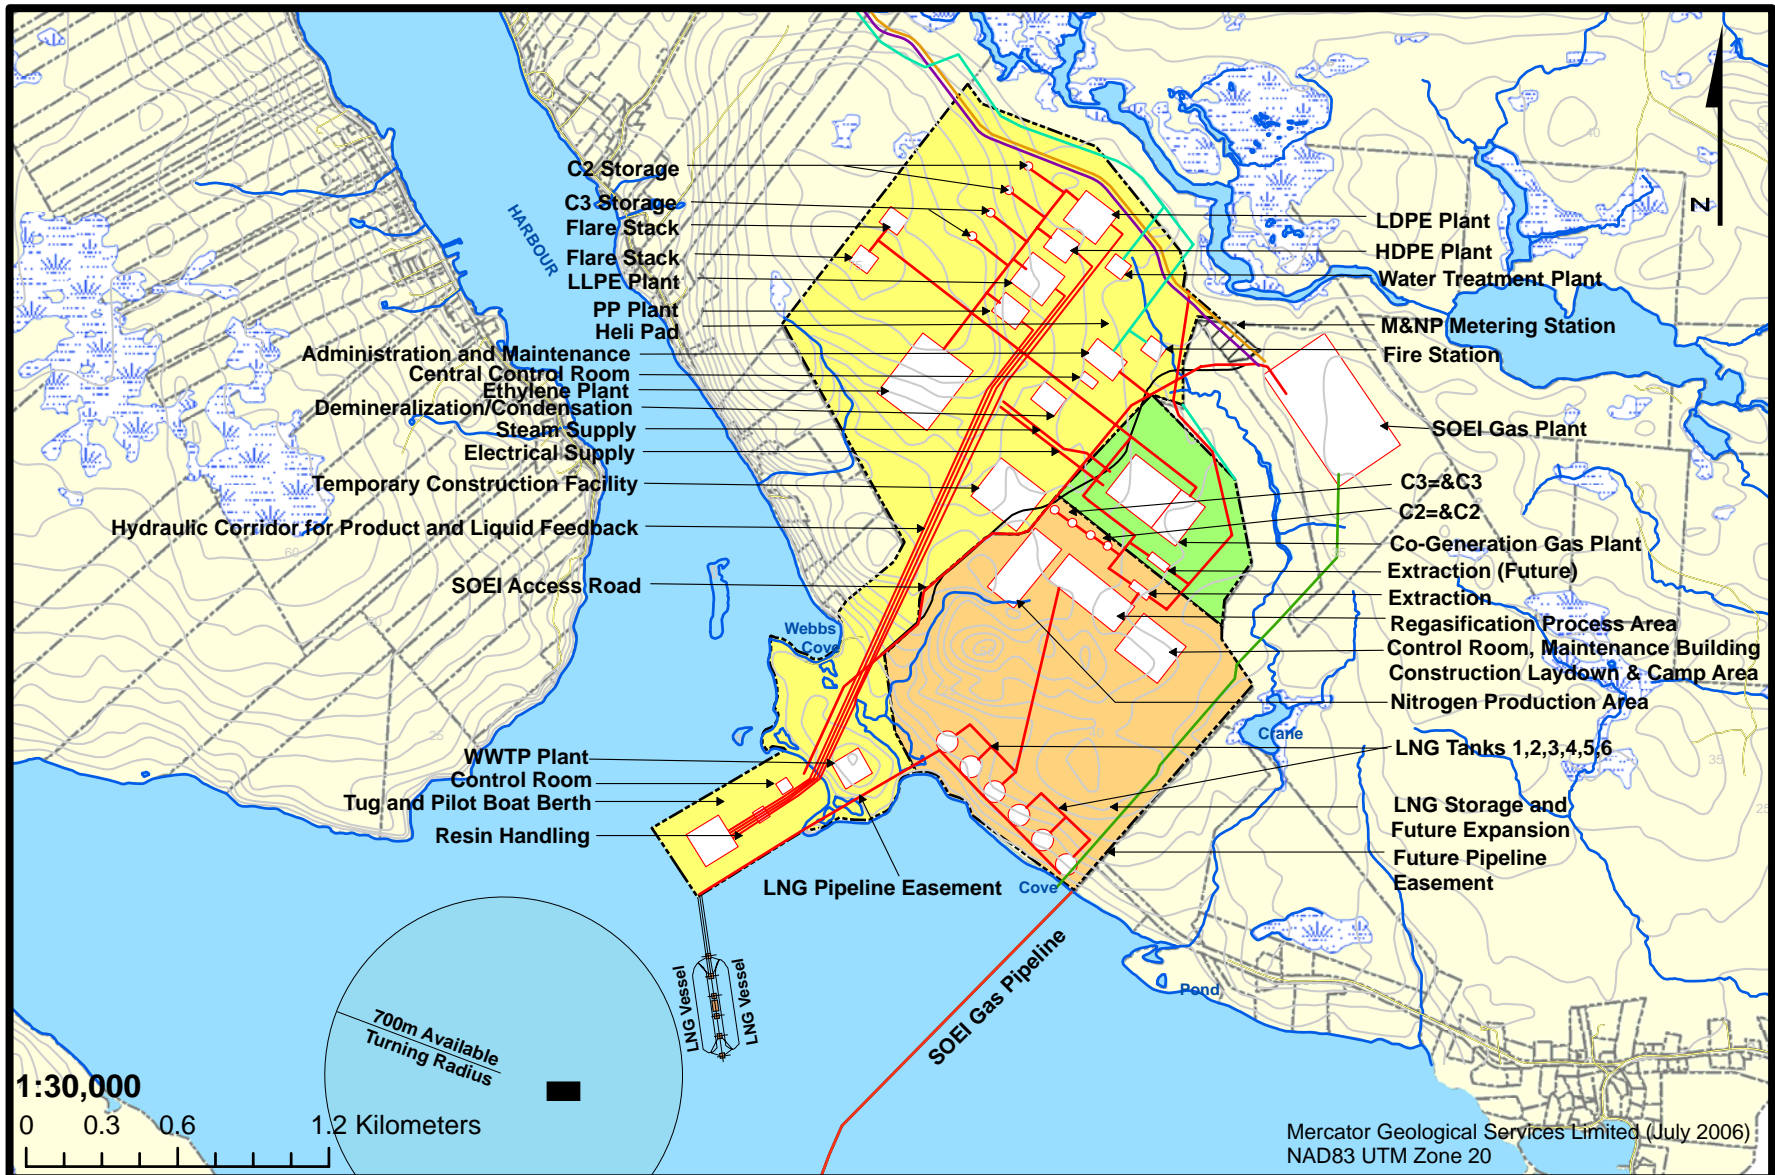 C2 Storage
C3 Storage
Flare Stack
Flare Stack
LLPE Plant
PP Plant
Heli Pad
Administration and Maintenance
Central Control Room
Ethylene Plant
Demineralization/Condensation
Steam Supply
Electrical Supply
Temporary Construction Facility
Hydraulic Corridor for Product and Liquid Feedback
SOEI Access Road
WWTP Plant
Control Room
Tug and Pilot Boat Berth
Resin Handling
LNG Pipeline Easement
HARBOUR
Webbs
Cove
Cove
Crane
Pond
N
LDPE Plant
HDPE Plant
Water Treatment Plant
M&NP Metering Station
Fire Station
SOEI Gas Plant
C3=&C3
C2=&C2
Co-Generation Gas Plant
Extraction (Future)
Extraction
Regasification Process Area
Control Room, Maintenance Building
Construction Laydown & Camp Area
Nitrogen Production Area
LNG Tanks 1,2,3,4,5,6
LNG Storage and
Future Expansion
Future Pipeline
Easement
SOEI Gas Pipeline
LNG Vessel
LNG Vessel
700m Available
Turning Radius
1:30,000
0 0.3 0.6 1.2 Kilometers
Mercator Geological Services Limited (July 2006)
NAD83 UTM Zone 20
40
60
25
35
35
40